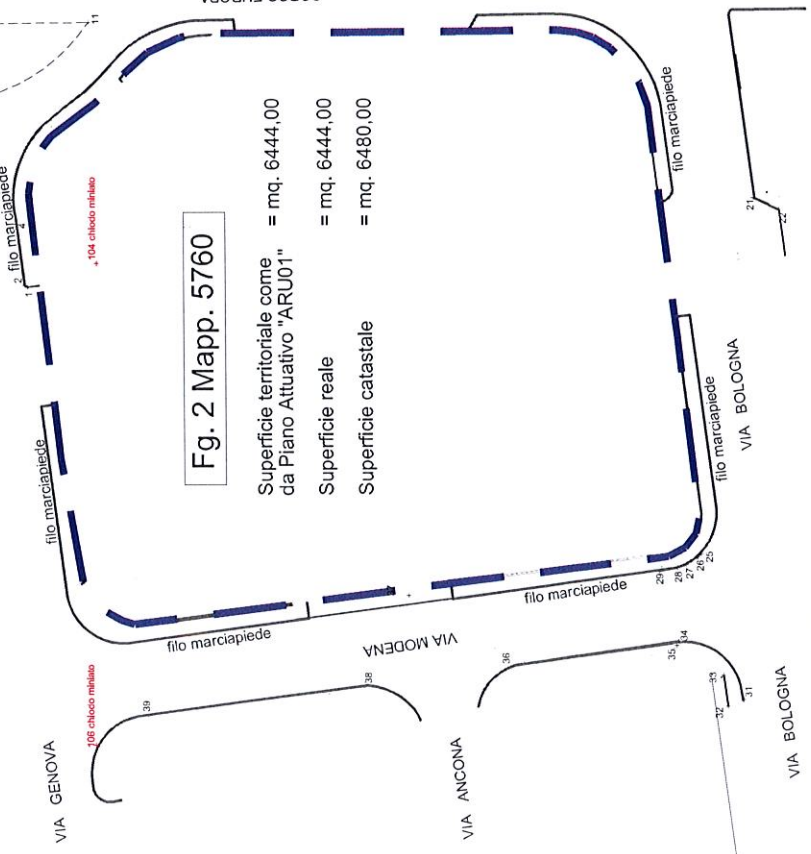 Fg. 2 Mapp. 5760
Superficie territoriale come
da Piano Attuativo "ARU01"
= mq. 6444,00
Superficie reale
= mq. 6444,00
Superficie catastale
= mq. 6480,00
filo marciapiede
filo marciapiede
filo marciapiede
filo marciapiede
filo marciapiede
filo marciapiede
VIA GENOVA
VIA MODENA
VIA ANCONA
VIA BOLOGNA
VIA BOLOGNA
EUROPA
104 chiodo miniato
106 chiodo miniato
1
2
4
11
21
22
25
26
27
28
29
31
32
33
34
35
36
38
39